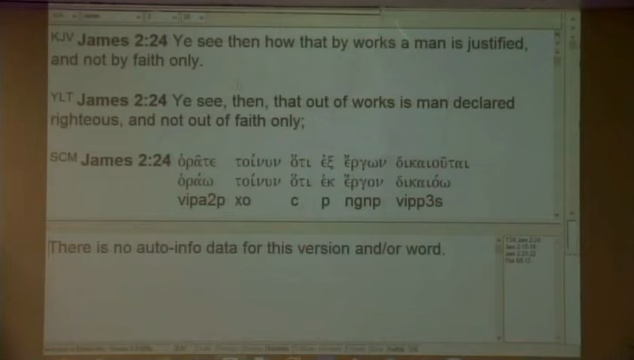 KJV James 2:24 Ye see then how that by works a man is justified,
and not by faith only.
YLT James 2:24 Ye see, then, that out of works is man declared
righteous, and not out of faith only;
SCM James 2:24 ὁρᾶτε τοίνυν ὅτι ἐξ ἔργων δικαιοῦται
ὁράω τοίνυν ὅτι ἐκ ἔργον δικαιόω
vipa2p xo c p ngnp vipp3s
There is no auto-info data for this version and/or word.